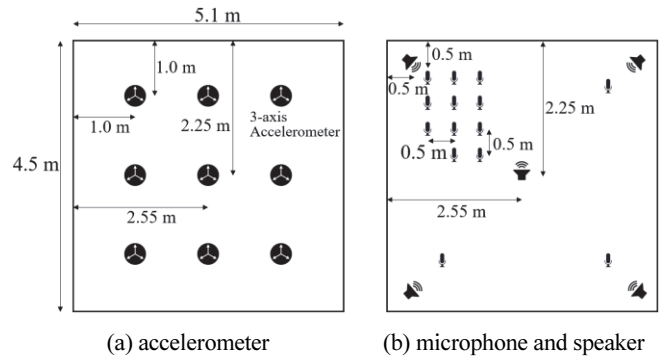 5.1 m
1.0 m
1.0 m
2.25 m
3-axis
Accelerometer
4.5 m
2.55 m
(a) accelerometer
0.5 m
0.5 m
2.25 m
0.5 m
0.5 m
2.55 m
(b) microphone and speaker